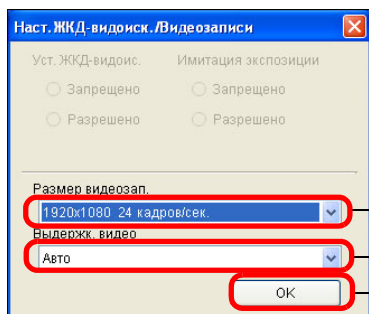 Наст. ЖКД-видоиск./Видеозаписи
Уст. ЖКД-видоис. Имитация экспозиции
Запрещено Запрещено
Разрешено Разрешено
Размер видеозап.
1920x1080 24 кадров/сек.
Выдержк. видео
Авто
OK